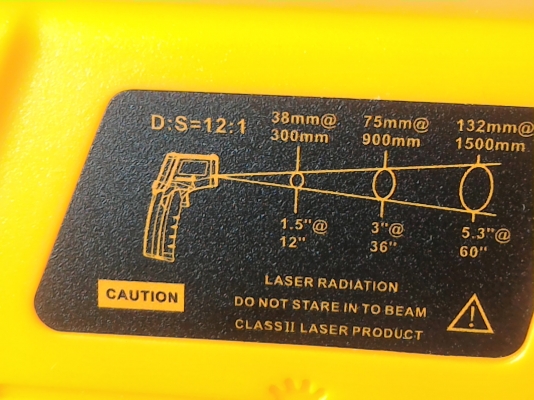 D:S=12:1
38mm@
300mm
75mm@
900mm
132mm@
1500mm
1.5"@
12"
3"@
36"
5.3"@
60"
CAUTION
LASER RADIATION
DO NOT STARE IN TO BEAM
CLASSII LASER PRODUCT